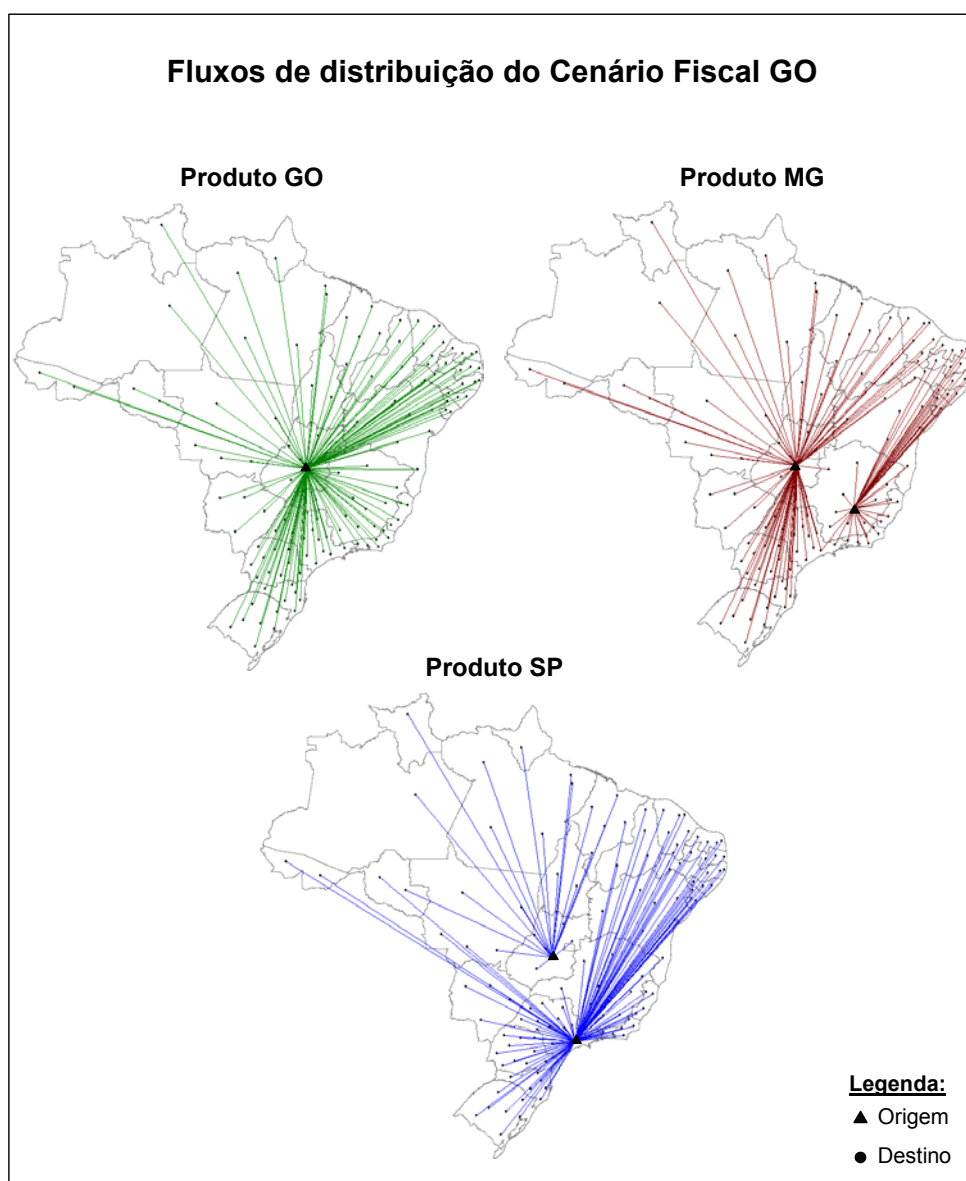 Fluxos de distribuição do Cenário Fiscal GO
Produto GO
Produto MG
Produto SP
Legenda:
Origem
Destino